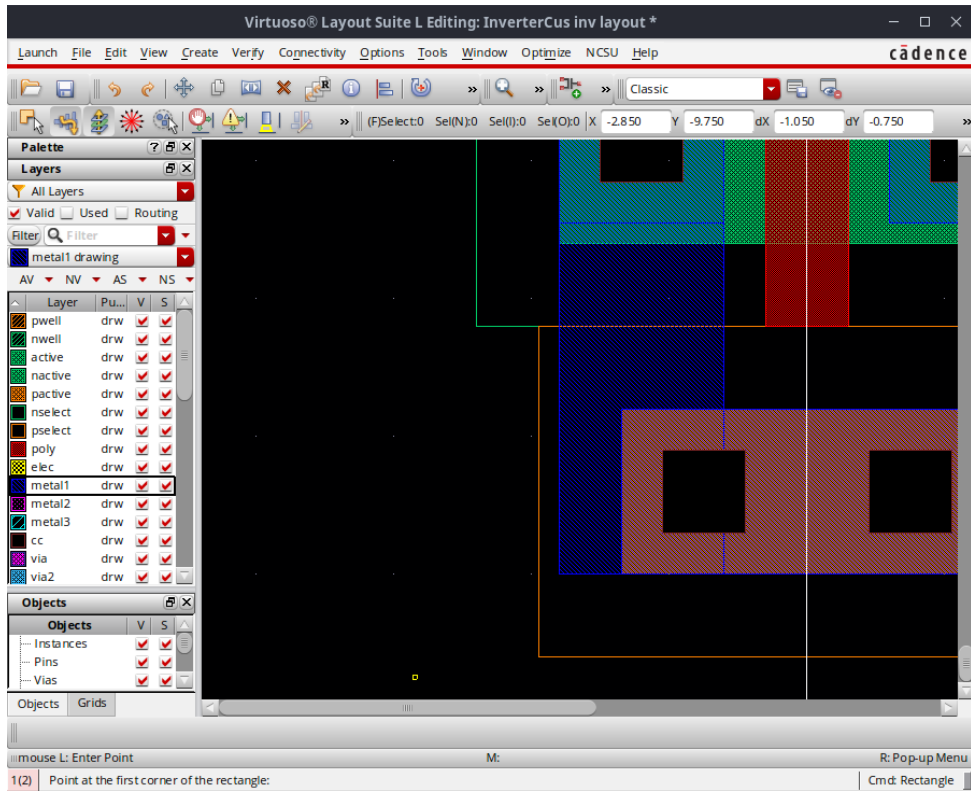 Virtuoso® Layout Suite L Editing: InverterCus inv layout *
Launch File Edit View Create Verify Connectivity Options Tools Window Optimize NCSU Help cādence
» » » Classic
» (F)Select:0 Sel(N):0 Sel(I):0 Sel(O):0 X -2.850 Y -9.750 dX -1.050 dY -0.750 »
Palette
Layers
All Layers
Valid Used Routing
Filter Filter
metal1 drawing
AV NV AS NS
Layer Pu... V S
pwell drw
nwell drw
active drw
nactive drw
pactive drw
nselect drw
pselect drw
poly drw
elec drw
metal1 drw
metal2 drw
metal3 drw
cc drw
via drw
via2 drw
Objects
Objects V S
Instances
Pins
Vias
Objects Grids
mouse L: Enter Point M: R: Pop-up Menu
1(2) Point at the first corner of the rectangle: Cmd: Rectangle